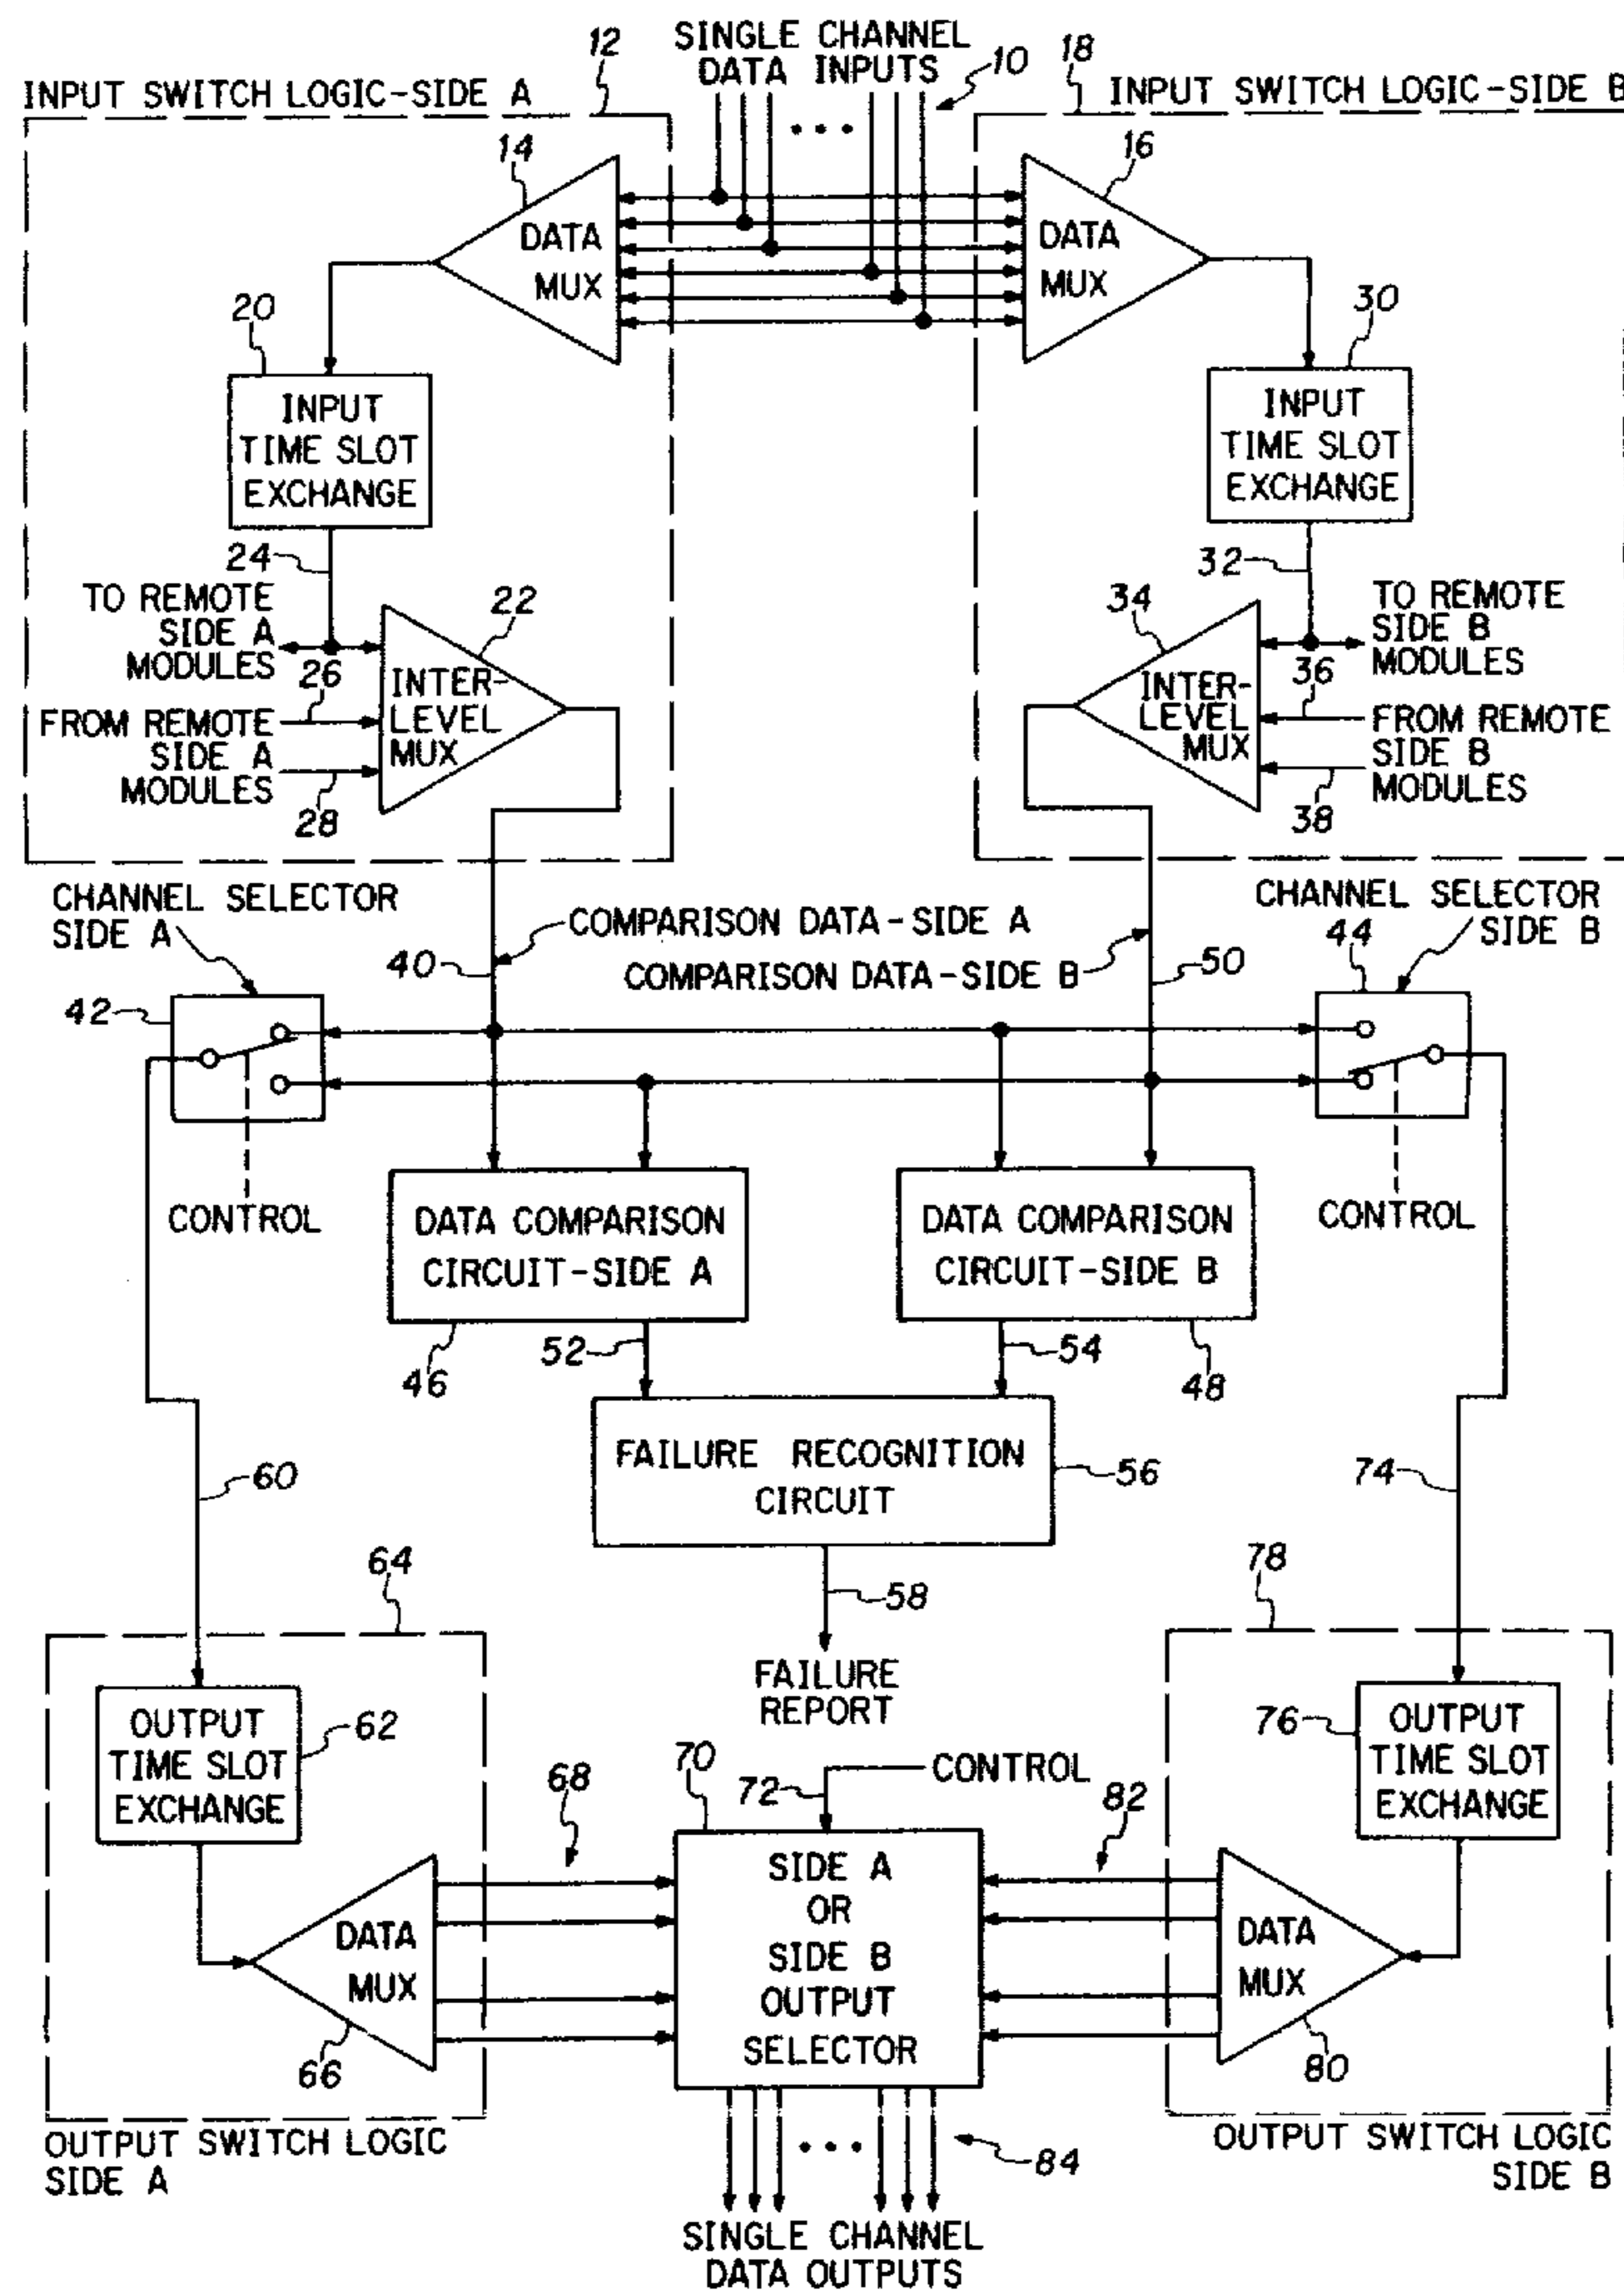 SINGLE CHANNEL
DATA INPUTS
10
12
18
INPUT SWITCH LOGIC-SIDE A
INPUT SWITCH LOGIC-SIDE B
14
DATA
MUX
16
DATA
MUX
20
INPUT
TIME SLOT
EXCHANGE
30
INPUT
TIME SLOT
EXCHANGE
24
TO REMOTE
SIDE A
MODULES
26
FROM REMOTE
SIDE A
MODULES
28
22
INTER-
LEVEL
MUX
32
34
INTER-
LEVEL
MUX
TO REMOTE
SIDE B
MODULES
36
FROM REMOTE
SIDE B
MODULES
38
CHANNEL SELECTOR
SIDE A
COMPARISON DATA-SIDE A
40
COMPARISON DATA-SIDE B
50
CHANNEL SELECTOR
SIDE B
44
42
CONTROL
CONTROL
DATA COMPARISON
CIRCUIT-SIDE A
DATA COMPARISON
CIRCUIT-SIDE B
46
52
54
48
FAILURE RECOGNITION
CIRCUIT
56
58
FAILURE
REPORT
60
74
64
78
OUTPUT
TIME SLOT
EXCHANGE
62
76
OUTPUT
TIME SLOT
EXCHANGE
68
70
72
CONTROL
82
DATA
MUX
66
SIDE A
OR
SIDE B
OUTPUT
SELECTOR
DATA
MUX
80
OUTPUT SWITCH LOGIC
SIDE A
84
OUTPUT SWITCH LOGIC
SIDE B
SINGLE CHANNEL
DATA OUTPUTS